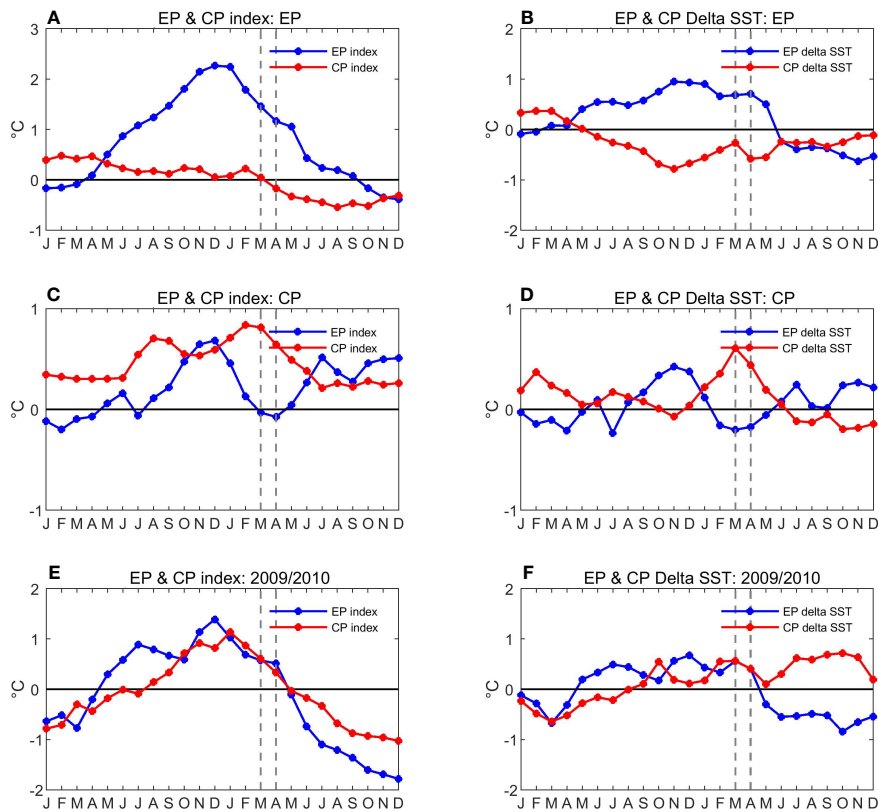 A EP & CP index: EP
3
2
1
0
-1
°C
EP index
CP index
J F M A M J J A S O N D J F M A M J J A S O N D
B EP & CP Delta SST: EP
2
1
0
-1
-2
°C
EP delta SST
CP delta SST
J F M A M J J A S O N D J F M A M J J A S O N D
C EP & CP index: CP
1
0
-1
°C
EP index
CP index
J F M A M J J A S O N D J F M A M J J A S O N D
D EP & CP Delta SST: CP
1
0
-1
°C
EP delta SST
CP delta SST
J F M A M J J A S O N D J F M A M J J A S O N D
E EP & CP index: 2009/2010
2
1
0
-1
-2
°C
EP index
CP index
J F M A M J J A S O N D J F M A M J J A S O N D
F EP & CP Delta SST: 2009/2010
2
1
0
-1
-2
°C
EP delta SST
CP delta SST
J F M A M J J A S O N D J F M A M J J A S O N D